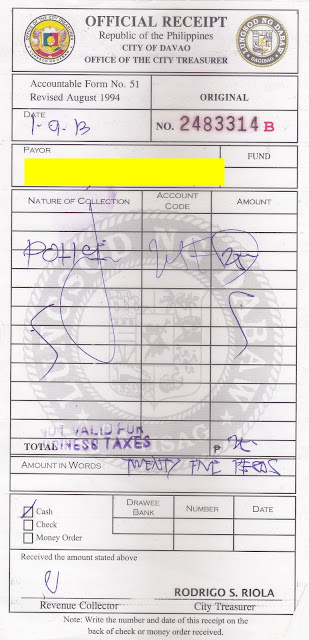 OFFICIAL RECEIPT
Republic of the Philippines
CITY OF DAVAO
OFFICE OF THE CITY TREASURER
Accountable Form No. 51
Revised August 1994
ORIGINAL
DATE
1-9-13
NO. 2483314 B
PAYOR
FUND
NATURE OF COLLECTION
ACCOUNT CODE
AMOUNT
POLICE
NOT VALID FOR
BUSINESS TAXES
TOTAL
₱
AMOUNT IN WORDS
TWENTY FIVE PESOS
Cash
Check
Money Order
DRAWEE BANK
NUMBER
DATE
Received the amount stated above
RODRIGO S. RIOLA
Revenue Collector
City Treasurer
Note: Write the number and date of this receipt on the
back of check or money order received.